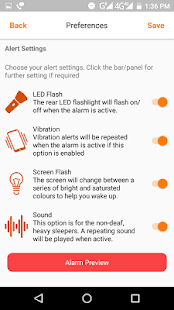 4G 1:36 PM
Back Preferences Save
Alert Settings
Choose your alert settings. Click the bar/panel for
further setting if required
LED Flash
The rear LED flashlight will flash on/
off when the alarm is active.
Vibration
Vibration alerts will be repeated
when the alarm is active if this
option is enabled
Screen Flash
The screen will change between a
series of bright and saturated
colours to help you wake up.
Sound
This option is for the non-deaf,
heavy sleepers. A repeating sound
will be played when active.
Alarm Preview